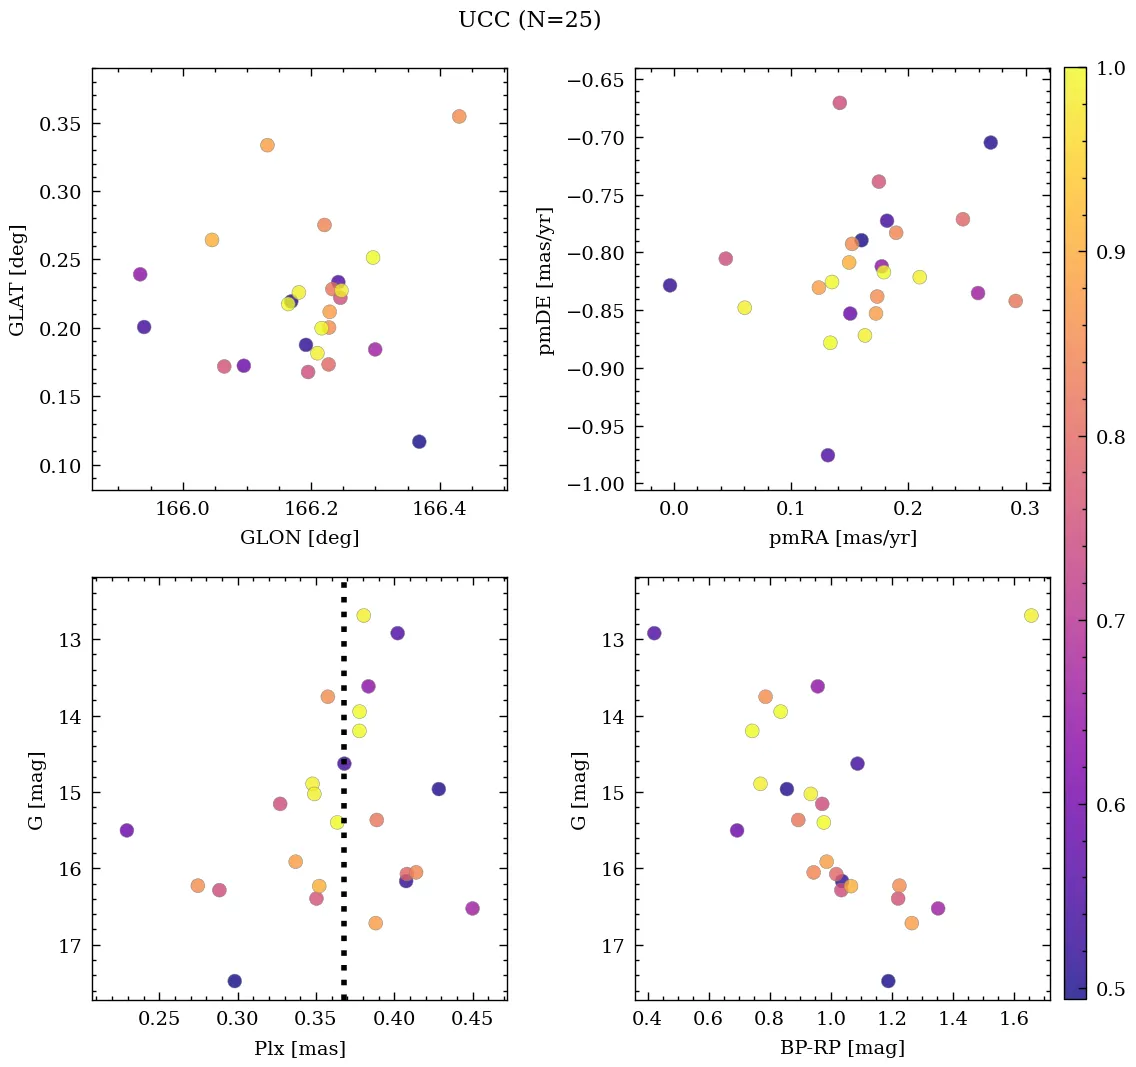 UCC (N=25)
0.35
0.30
0.25
0.20
0.15
0.10
GLAT [deg]
166.0 166.2 166.4
GLON [deg]
−0.65
−0.70
−0.75
−0.80
−0.85
−0.90
−0.95
−1.00
pmDE [mas/yr]
0.0 0.1 0.2 0.3
pmRA [mas/yr]
1.0
0.9
0.8
0.7
0.6
0.5
13
14
15
16
17
G [mag]
0.25 0.30 0.35 0.40 0.45
Plx [mas]
13
14
15
16
17
G [mag]
0.4 0.6 0.8 1.0 1.2 1.4 1.6
BP-RP [mag]